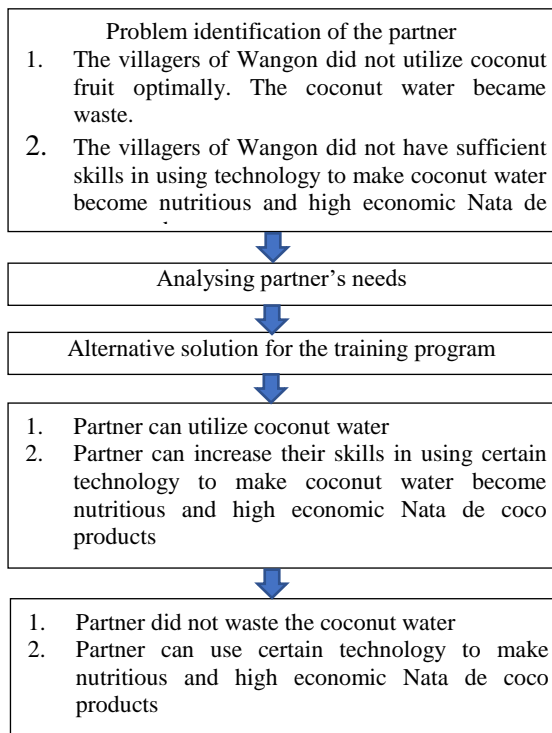 Problem identification of the partner
1. The villagers of Wangon did not utilize coconut
fruit optimally. The coconut water became
waste.
2. The villagers of Wangon did not have sufficient
skills in using technology to make coconut water
become nutritious and high economic Nata de
Analysing partner's needs
Alternative solution for the training program
1. Partner can utilize coconut water
2. Partner can increase their skills in using certain
technology to make coconut water become
nutritious and high economic Nata de coco
products
1. Partner did not waste the coconut water
2. Partner can use certain technology to make
nutritious and high economic Nata de coco
products